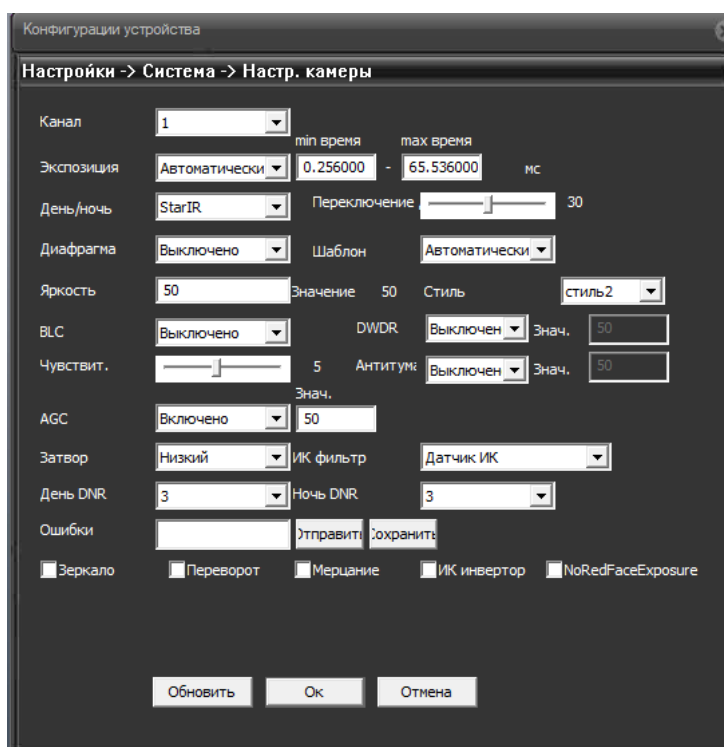 Конфигурации устройства
Настройки -> Система -> Настр. камеры
Канал 1
min время max время
Экспозиция Автоматически 0.256000 - 65.536000 мс
День/ночь StarIR Переключение 30
Диафрагма Выключено Шаблон Автоматически
Яркость 50 Значение 50 Стиль стиль2
BLC Выключено DWDR Выключен Знач. 50
Чувствит. 5 Антитума Выключен Знач. 50
Знач.
AGC Включено 50
Затвор Низкий ИК фильтр Датчик ИК
День DNR 3 Ночь DNR 3
Ошибки Отправить Сохранить
Зеркало Переворот Мерцание ИК инвертор NoRedFaceExposure
Обновить Ок Отмена